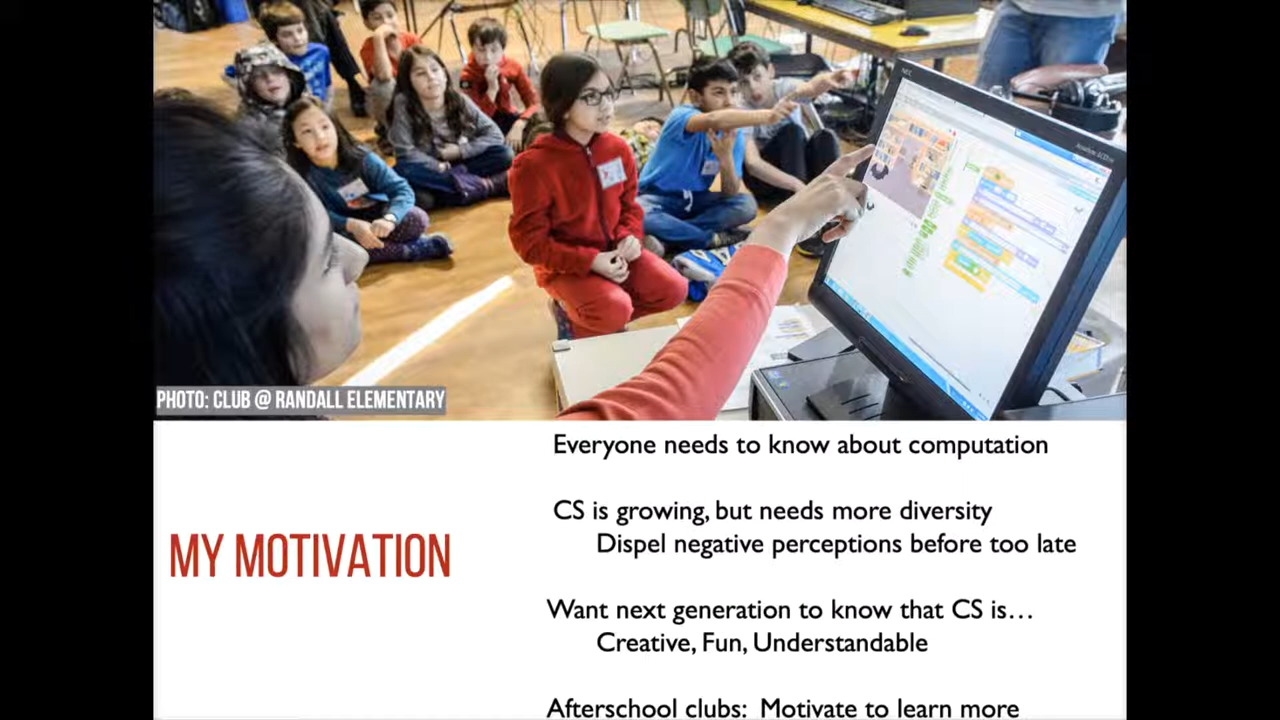 NEC
PHOTO: CLUB @ RANDALL ELEMENTARY
MY MOTIVATION
Everyone needs to know about computation
CS is growing, but needs more diversity
Dispel negative perceptions before too late
Want next generation to know that CS is...
Creative, Fun, Understandable
Afterschool clubs: Motivate to learn more